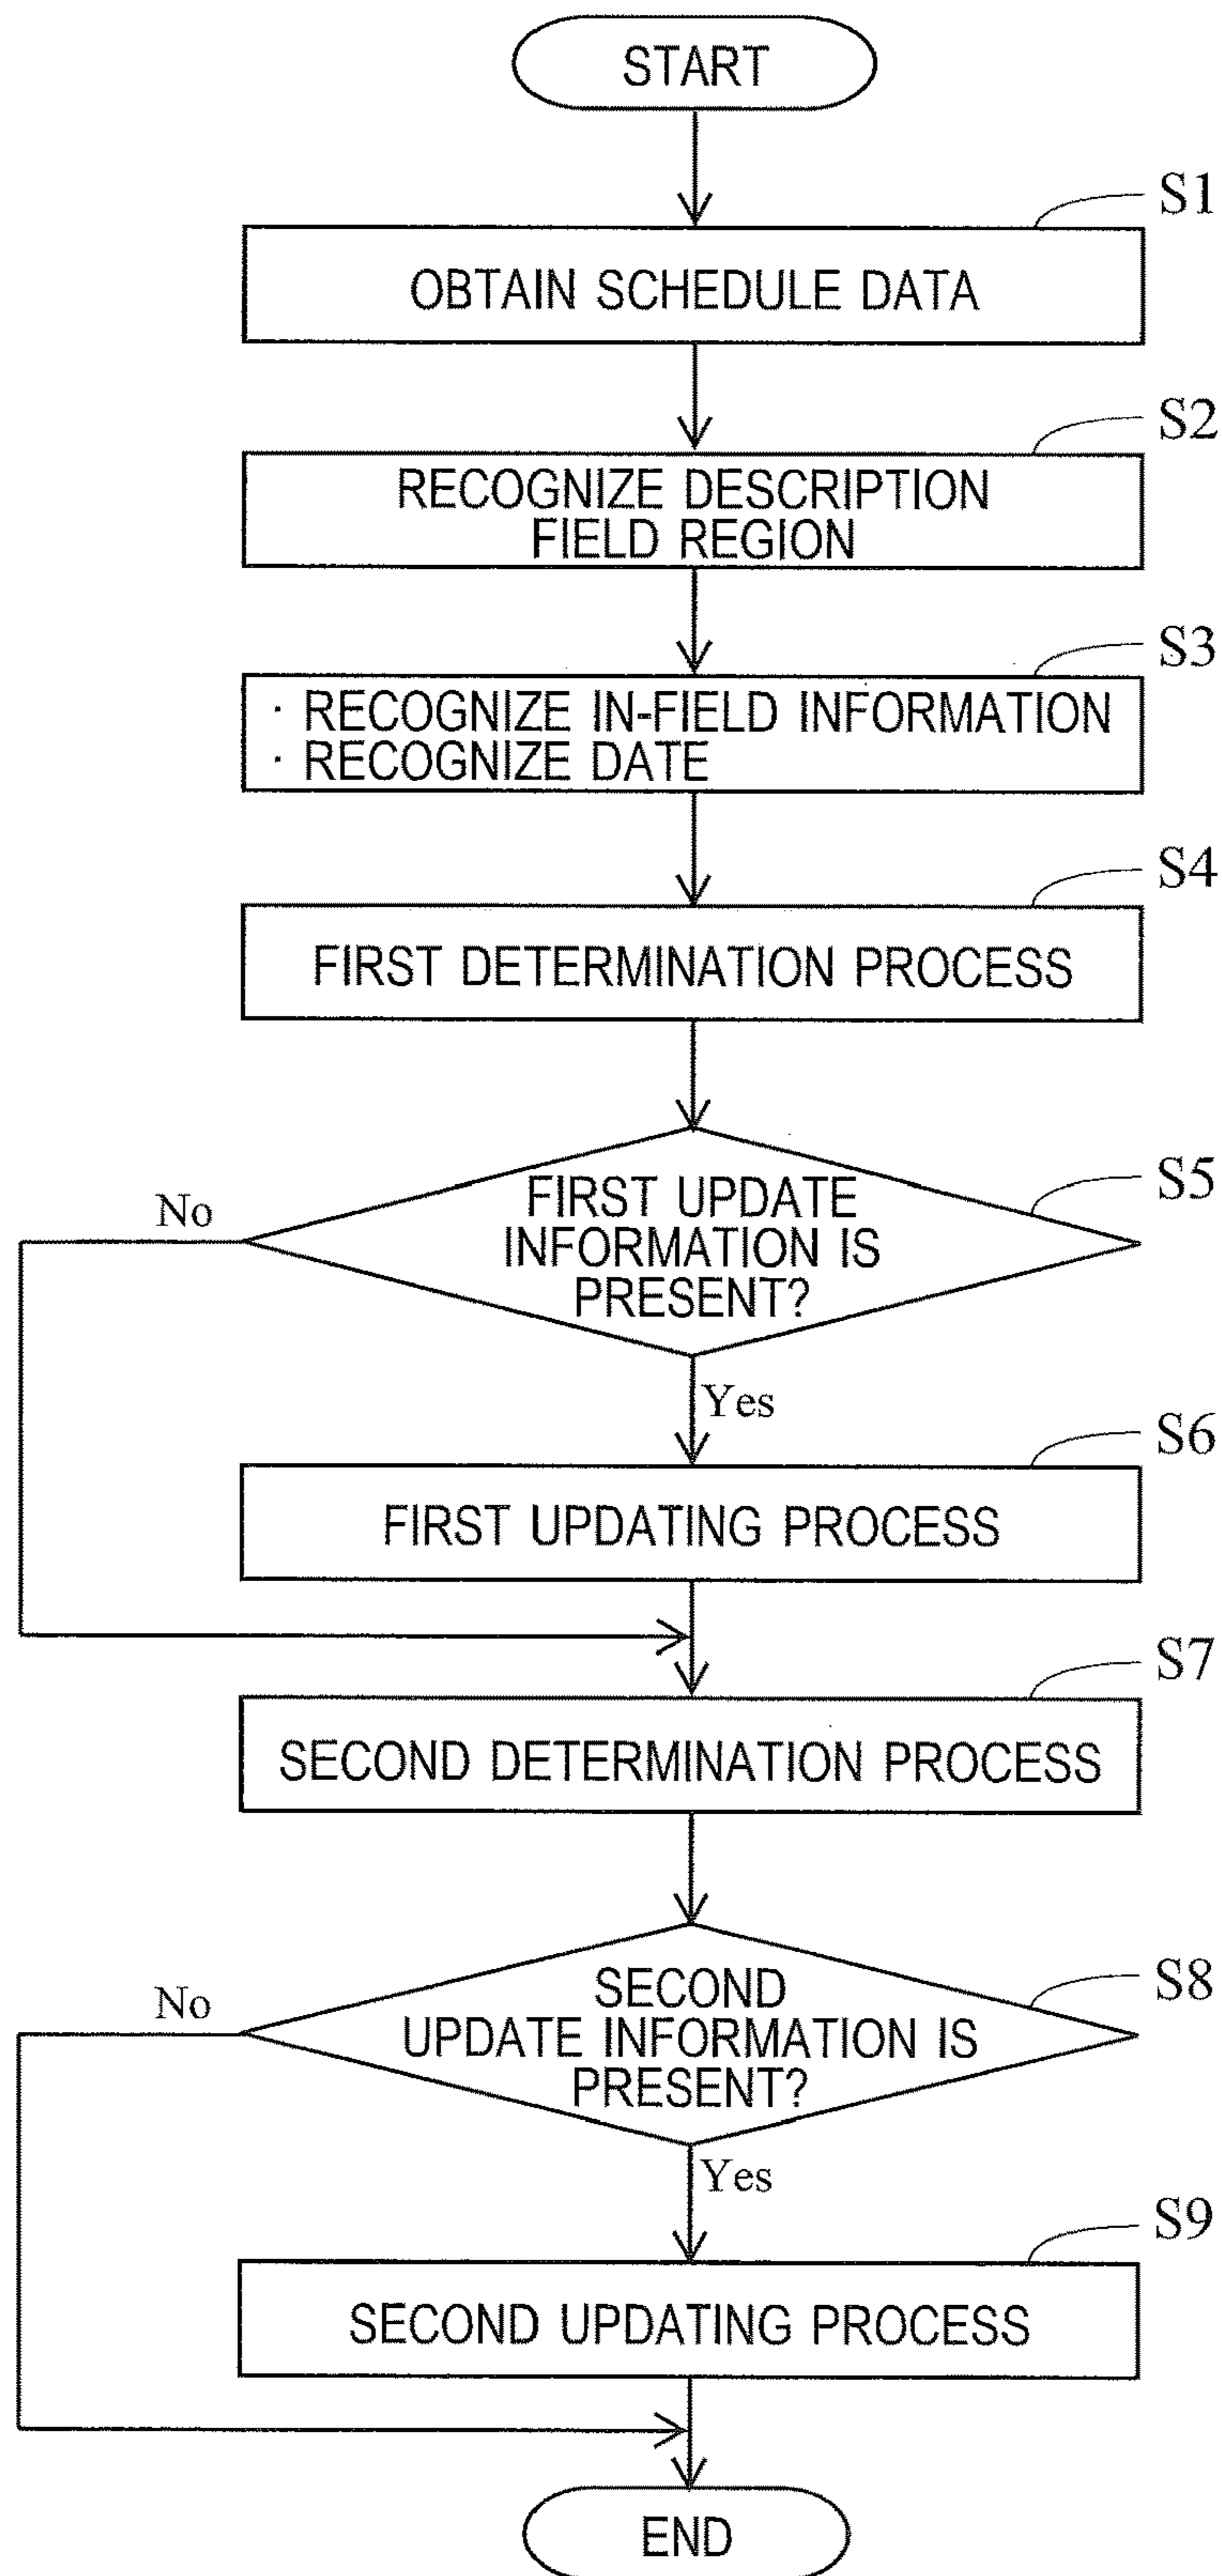 START
S1
OBTAIN SCHEDULE DATA
S2
RECOGNIZE DESCRIPTION
FIELD REGION
S3
· RECOGNIZE IN-FIELD INFORMATION
· RECOGNIZE DATE
S4
FIRST DETERMINATION PROCESS
S5
No
FIRST UPDATE
INFORMATION IS
PRESENT?
Yes
S6
FIRST UPDATING PROCESS
S7
SECOND DETERMINATION PROCESS
S8
No
SECOND
UPDATE INFORMATION IS
PRESENT?
Yes
S9
SECOND UPDATING PROCESS
END